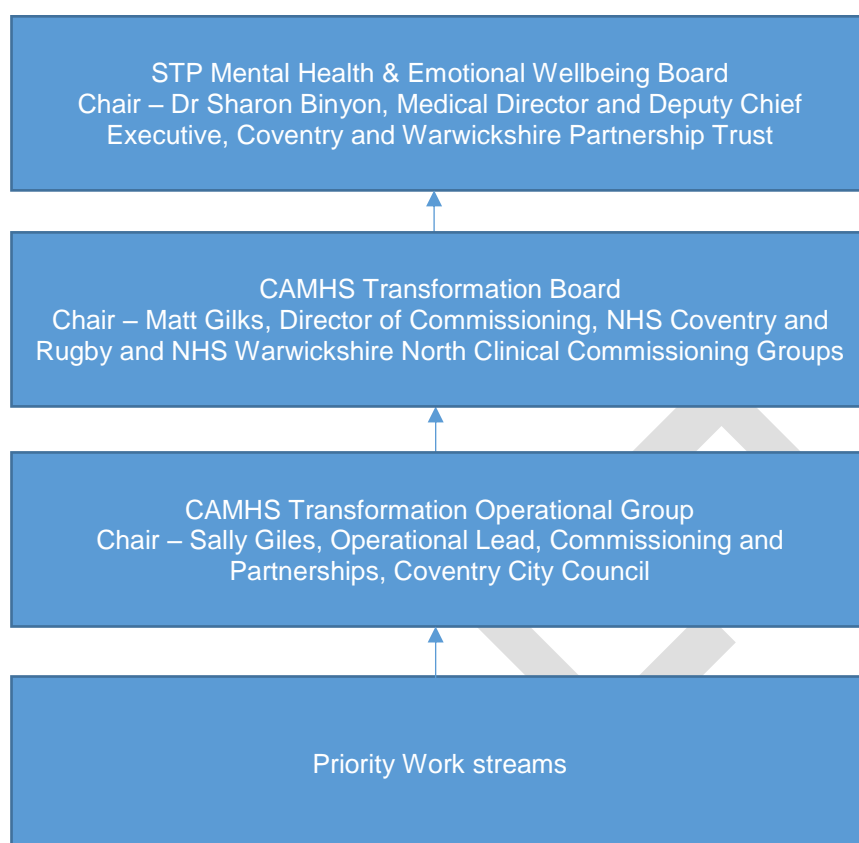 STP Mental Health & Emotional Wellbeing Board
Chair – Dr Sharon Binyon, Medical Director and Deputy Chief
Executive, Coventry and Warwickshire Partnership Trust
CAMHS Transformation Board
Chair – Matt Gilks, Director of Commissioning, NHS Coventry and
Rugby and NHS Warwickshire North Clinical Commissioning Groups
CAMHS Transformation Operational Group
Chair – Sally Giles, Operational Lead, Commissioning and
Partnerships, Coventry City Council
Priority Work streams